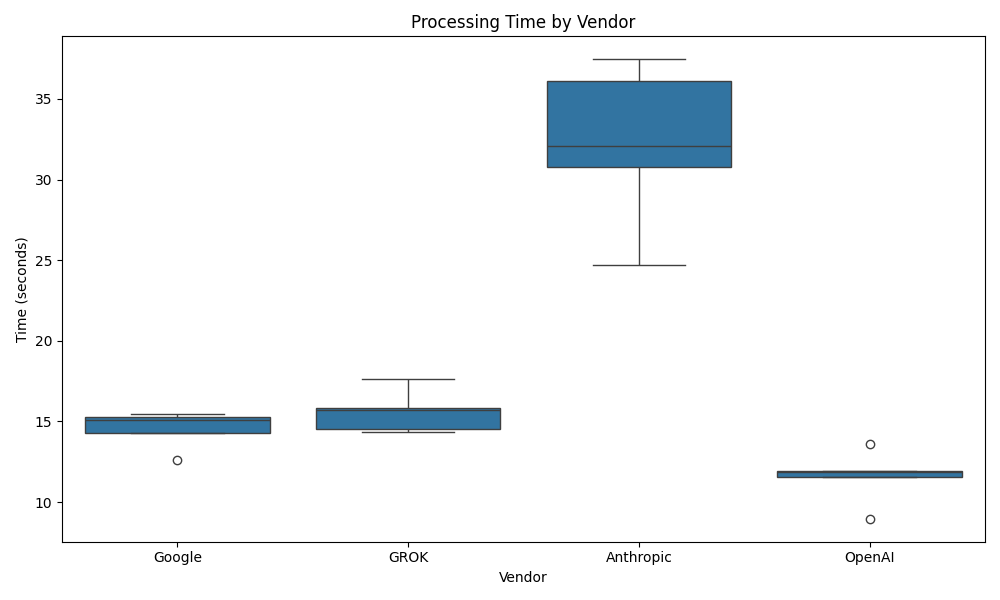 Processing Time by Vendor
Time (seconds)
35
30
25
20
15
10
Google
GROK
Anthropic
OpenAI
Vendor